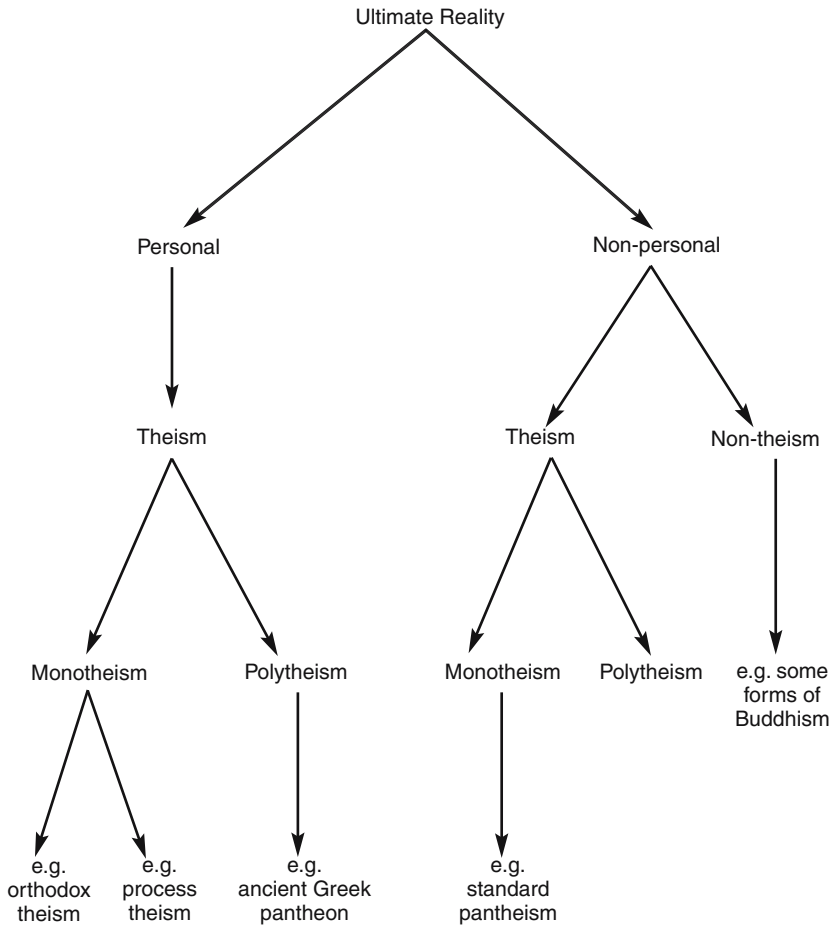 Ultimate Reality
Personal
Non-personal
Theism
Theism
Non-theism
Monotheism
Polytheism
Monotheism
Polytheism
e.g. some
forms of
Buddhism
e.g.
orthodox
theism
e.g.
process
theism
e.g.
ancient Greek
pantheon
e.g.
standard
pantheism